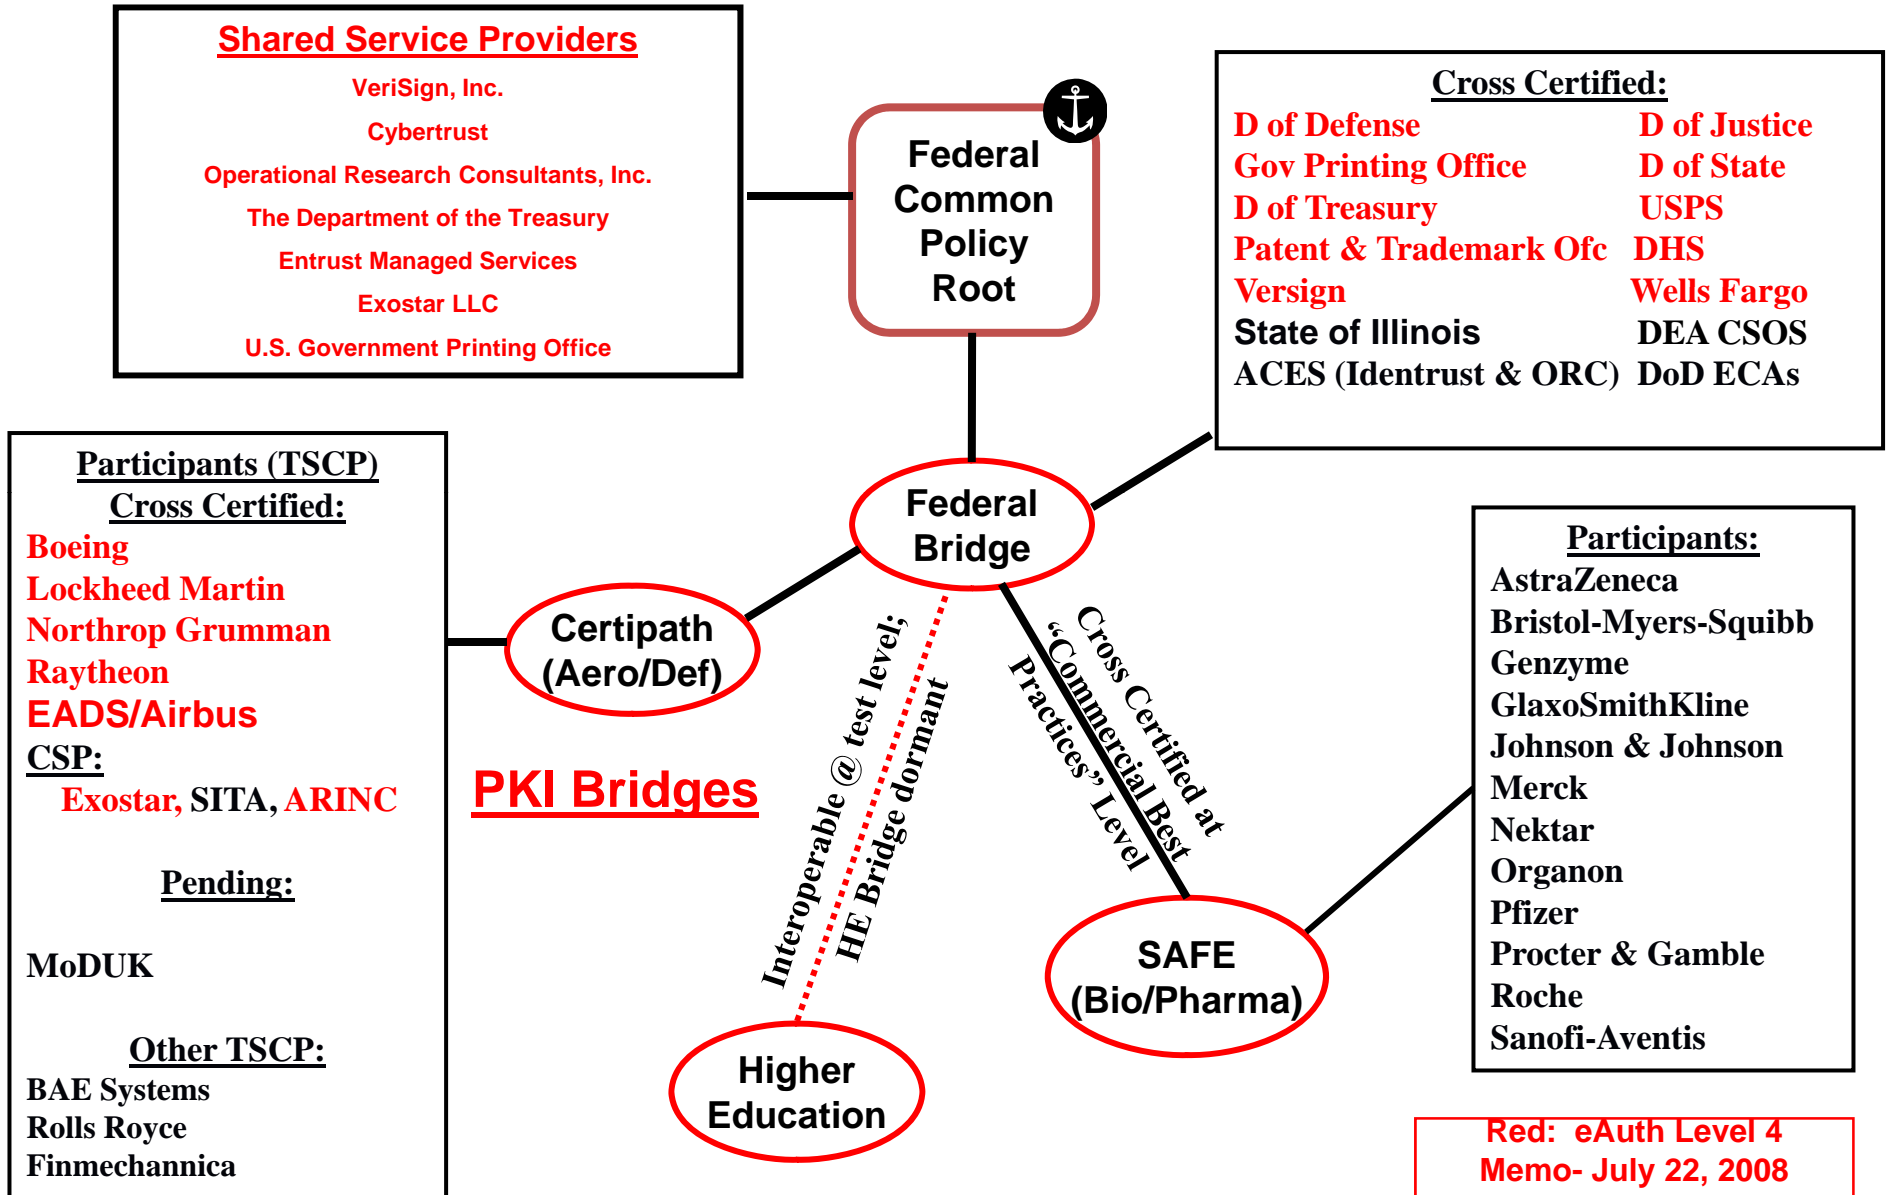 Shared Service Providers
VeriSign, Inc.
Cybertrust
Operational Research Consultants, Inc.
The Department of the Treasury
Entrust Managed Services
Exostar LLC
U.S. Government Printing Office
Federal
Common
Policy
Root
Cross Certified:
D of Defense D of Justice
Gov Printing Office D of State
D of Treasury USPS
Patent & Trademark Ofc DHS
Versign Wells Fargo
State of Illinois DEA CSOS
ACES (Identrust & ORC) DoD ECAs
Participants (TSCP)
Cross Certified:
Boeing
Lockheed Martin
Northrop Grumman
Raytheon
EADS/Airbus
CSP:
Exostar, SITA, ARINC
Pending:
MoDUK
Other TSCP:
BAE Systems
Rolls Royce
Finmechannica
Federal
Bridge
Certipath
(Aero/Def)
PKI Bridges
Interoperable @ test level;
HE Bridge dormant
Cross Certified at
“Commercial Best
Practices” Level
Higher
Education
SAFE
(Bio/Pharma)
Participants:
AstraZeneca
Bristol-Myers-Squibb
Genzyme
GlaxoSmithKline
Johnson & Johnson
Merck
Nektar
Organon
Pfizer
Procter & Gamble
Roche
Sanofi-Aventis
Red: eAuth Level 4
Memo- July 22, 2008